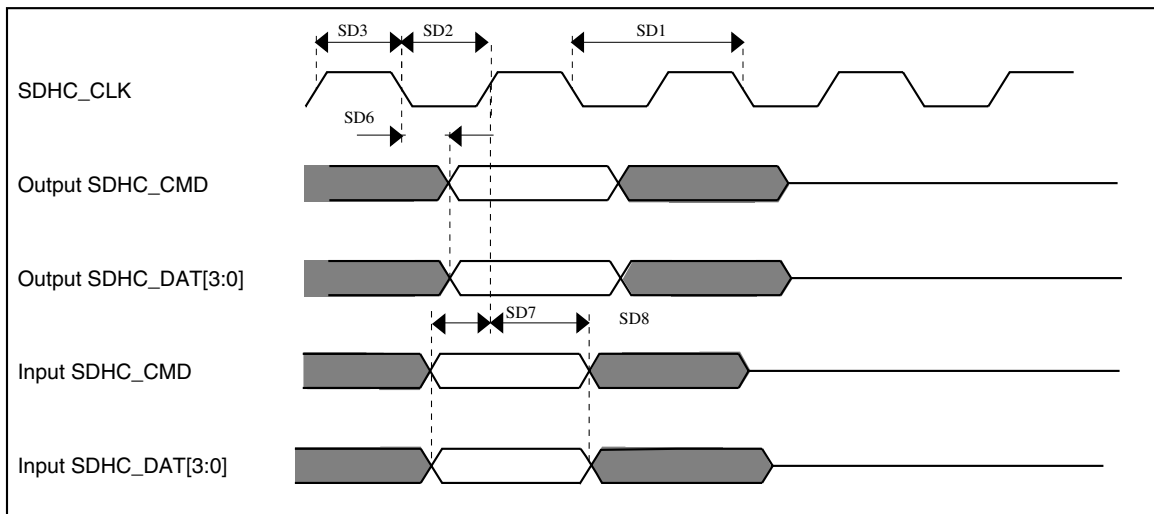 SD3
SD2
SD1
SDHC_CLK
SD6
Output SDHC_CMD
Output SDHC_DAT[3:0]
SD7
SD8
Input SDHC_CMD
Input SDHC_DAT[3:0]